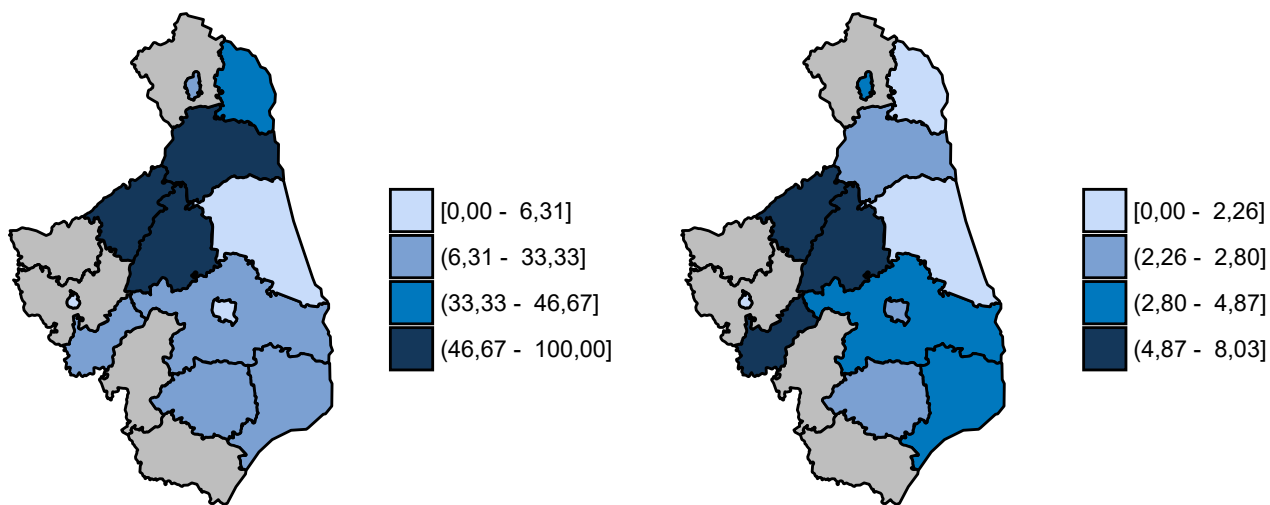 [0,00 - 6,31]
(6,31 - 33,33]
(33,33 - 46,67]
(46,67 - 100,00]
[0,00 - 2,26]
(2,26 - 2,80]
(2,80 - 4,87]
(4,87 - 8,03]